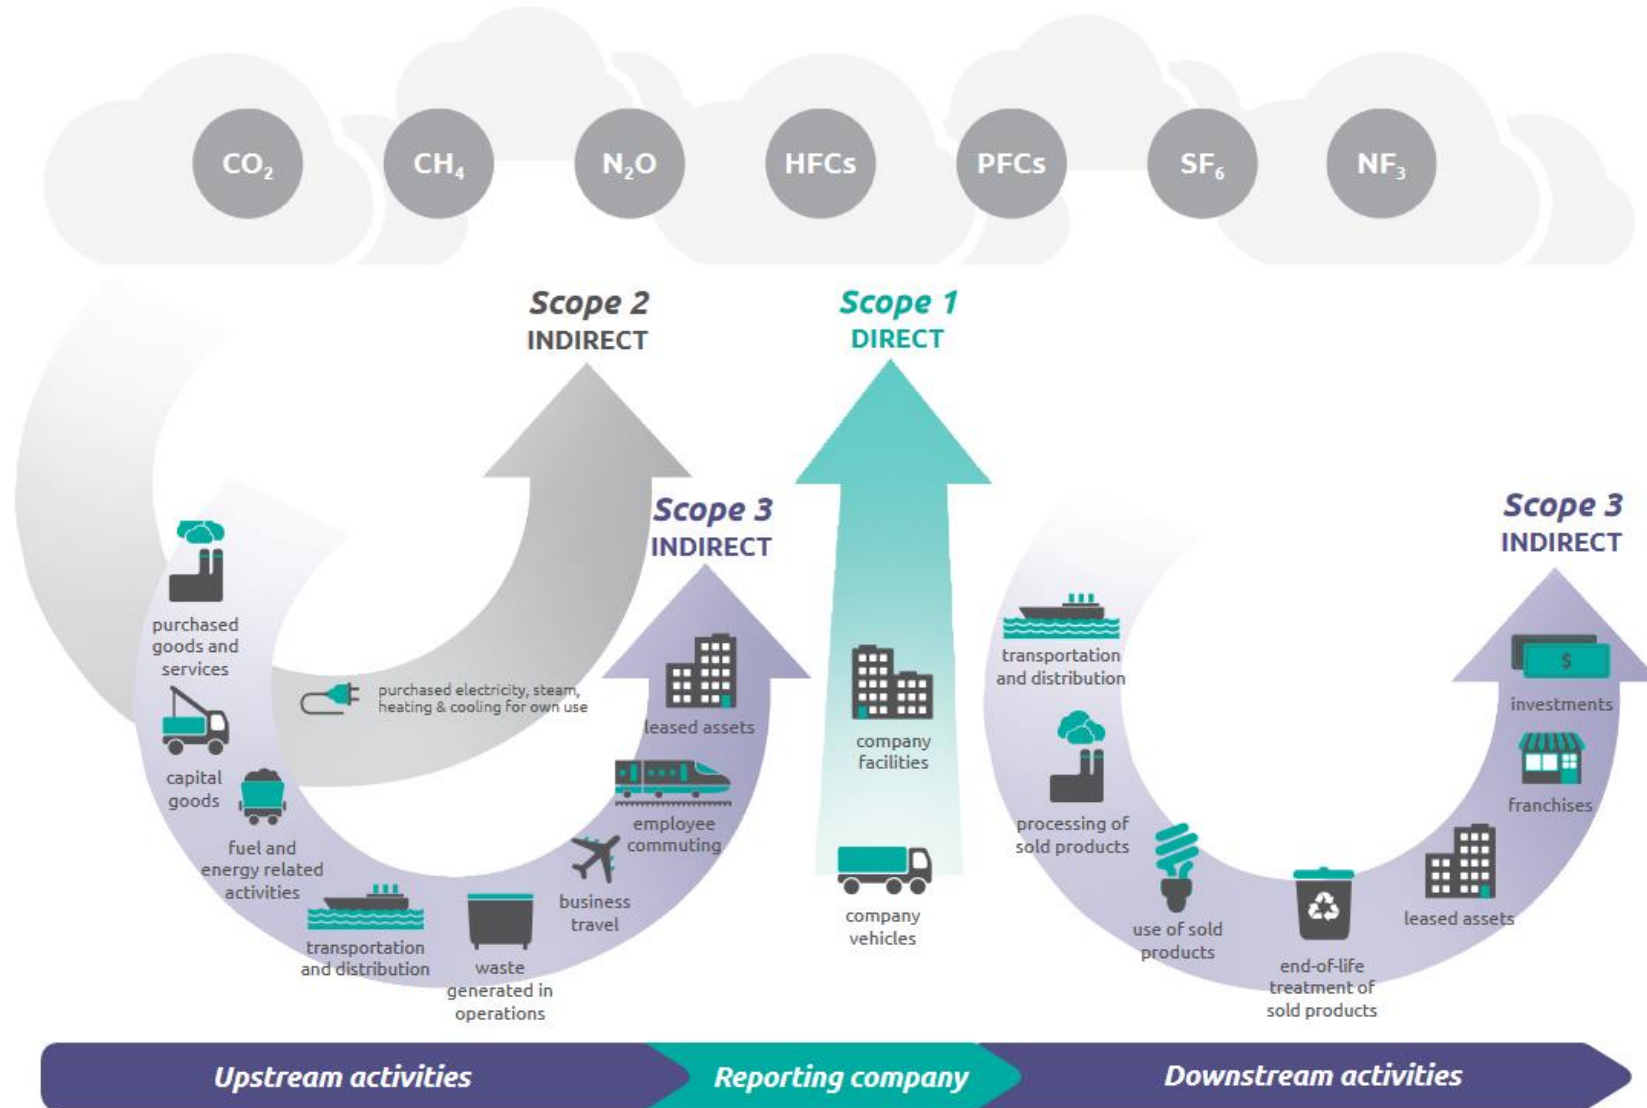 CO₂
CH₄
N₂O
HFCs
PFCs
SF₆
NF₃
Scope 2
INDIRECT
Scope 1
DIRECT
Scope 3
INDIRECT
Scope 3
INDIRECT
purchased
goods and
services
capital
goods
fuel and
energy related
activities
transportation
and distribution
waste
generated in
operations
business
travel
employee
commuting
leased assets
purchased electricity, steam,
heating & cooling for own use
company
facilities
company
vehicles
transportation
and distribution
processing of
sold products
use of sold
products
end-of-life
treatment of
sold products
leased assets
franchises
investments
$
Upstream activities
Reporting company
Downstream activities